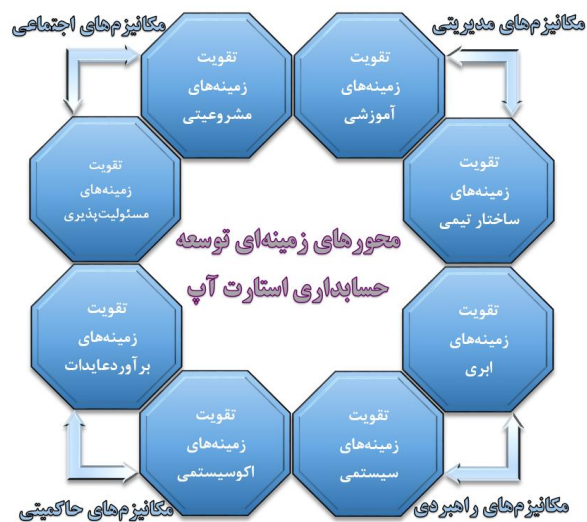 مکانیزم‌های مدیریتی
مکانیزم‌های اجتماعی
تقویت
زمینه‌های
آموزشی
تقویت
زمینه‌های
مشروعیتی
تقویت
زمینه‌های
ساختار تیمی
تقویت
زمینه‌های
مسئولیت‌پذیری
محورهای زمینه‌ای توسعه
حسابداری استارت آپ
تقویت
زمینه‌های
ابری
تقویت
زمینه‌های
برآوردعایدات
تقویت
زمینه‌های
سیستمی
تقویت
زمینه‌های
اکوسیستمی
مکانیزم‌های راهبردی
مکانیزم‌های حاکمیتی